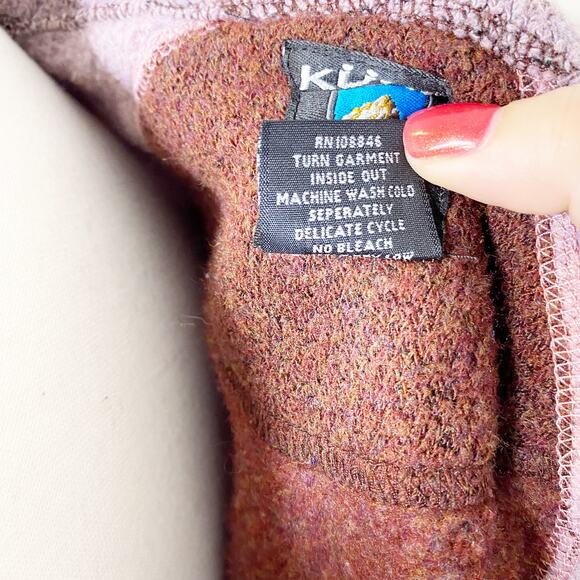 RN108846
TURN GARMENT
INSIDE OUT
MACHINE WASH COLD
SEPERATELY
DELICATE CYCLE
NO BLEACH